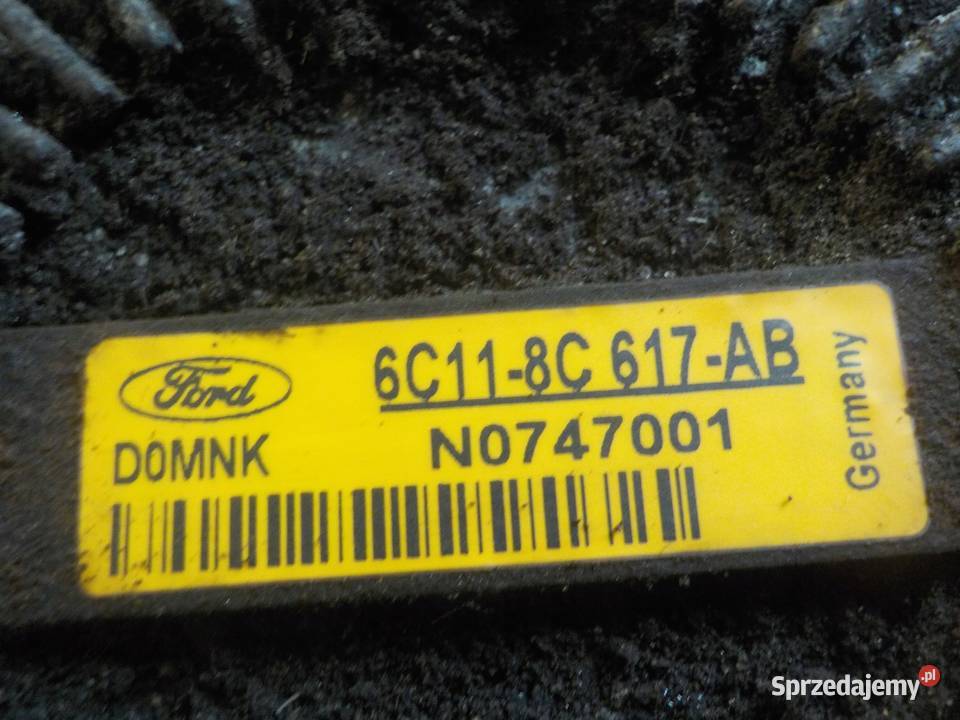 Ford
6C11-8C 617-AB
D0MNK
N0747001
Germany
Sprzedajemy.pl